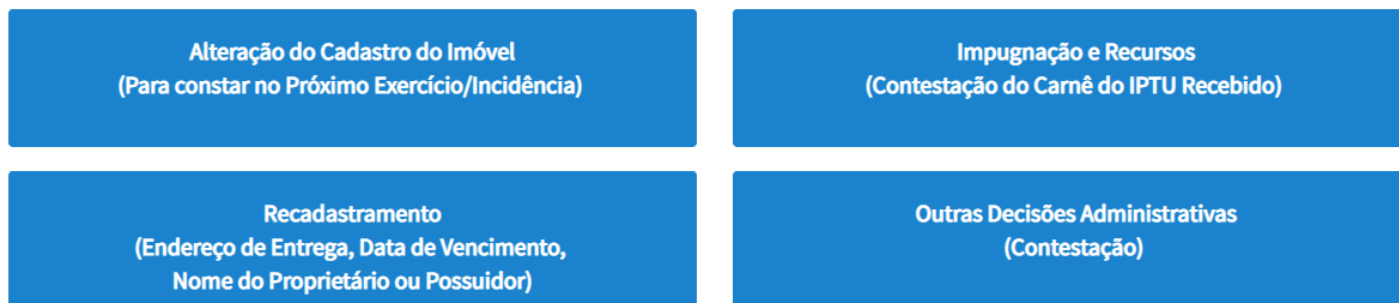 Alteração do Cadastro do Imóvel
(Para constar no Próximo Exercício/Incidência)
Impugnação e Recursos
(Contestação do Carnê do IPTU Recebido)
Recadastramento
(Endereço de Entrega, Data de Vencimento,
Nome do Proprietário ou Possuidor)
Outras Decisões Administrativas
(Contestação)